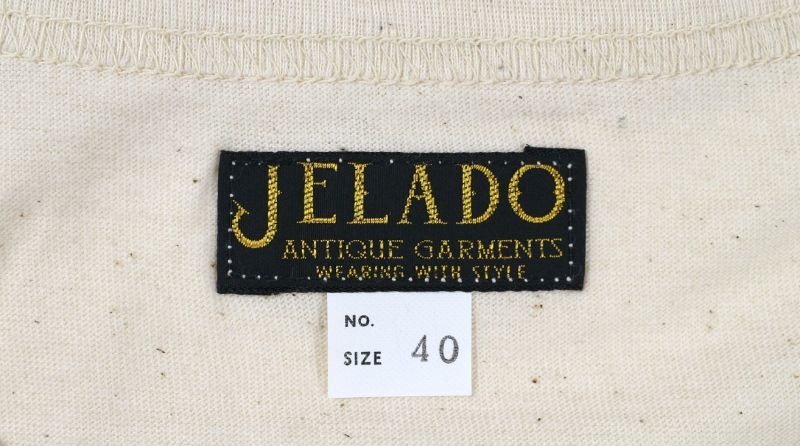 JELADO
ANTIQUE GARMENTS
WEARING WITH STYLE
NO.
SIZE 40